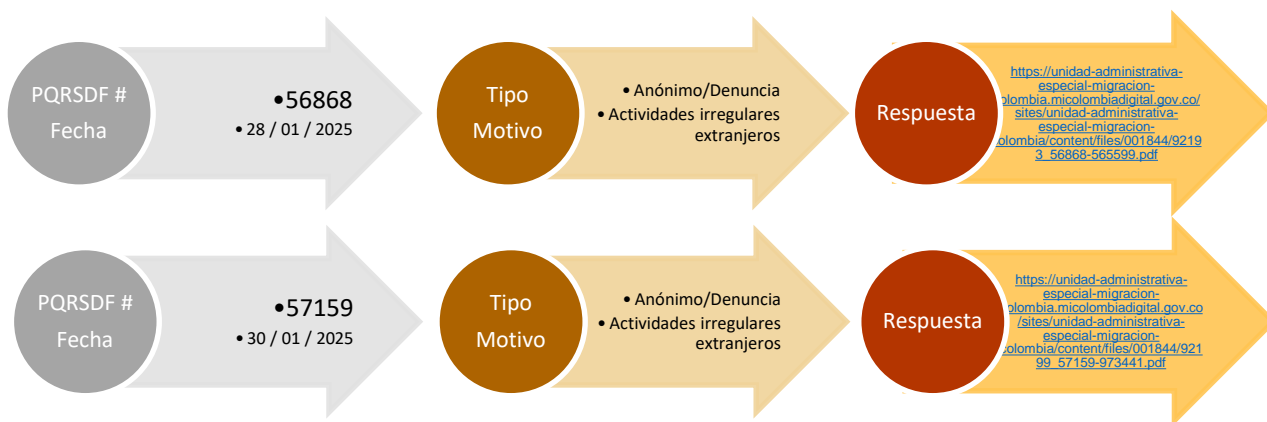 PQRSDF #
Fecha
•56868
• 28 / 01 / 2025
Tipo
Motivo
• Anónimo/Denuncia
• Actividades irregulares
extranjeros
Respuesta
https://unidad-administrativa-
especial-migracion-
olombia.micolombiadigital.gov.co/
sites/unidad-administrativa-
especial-migracion-
olombia/content/files/001844/9219
3_56868-565599.pdf
PQRSDF #
Fecha
•57159
• 30 / 01 / 2025
Tipo
Motivo
• Anónimo/Denuncia
• Actividades irregulares
extranjeros
Respuesta
https://unidad-administrativa-
especial-migracion-
olombia.micolombiadigital.gov.co
/sites/unidad-administrativa-
especial-migracion-
colombia/content/files/001844/921
99_57159-973441.pdf